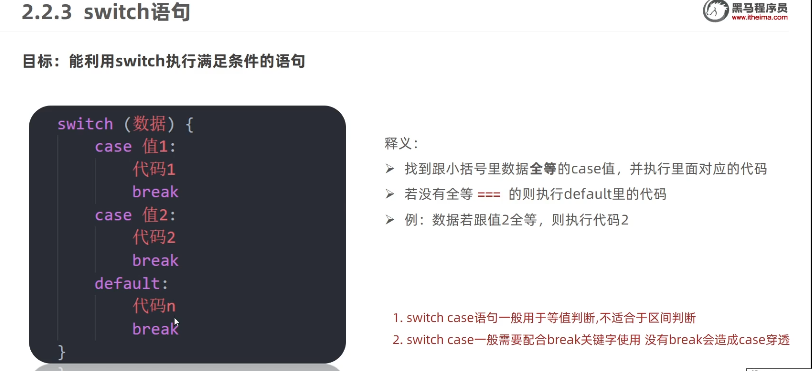 2.2.3 switch语句
黑马程序员
www.itheima.com
目标：能利用switch执行满足条件的语句
switch (数据) {
case 值1:
代码1
break
case 值2:
代码2
break
default:
代码n
break
}
释义：
➢ 找到跟小括号里数据全等的case值，并执行里面对应的代码
➢ 若没有全等 === 的则执行default里的代码
➢ 例：数据若跟值2全等，则执行代码2
1. switch case语句一般用于等值判断,不适合于区间判断
2. switch case一般需要配合break关键字使用 没有break会造成case穿透